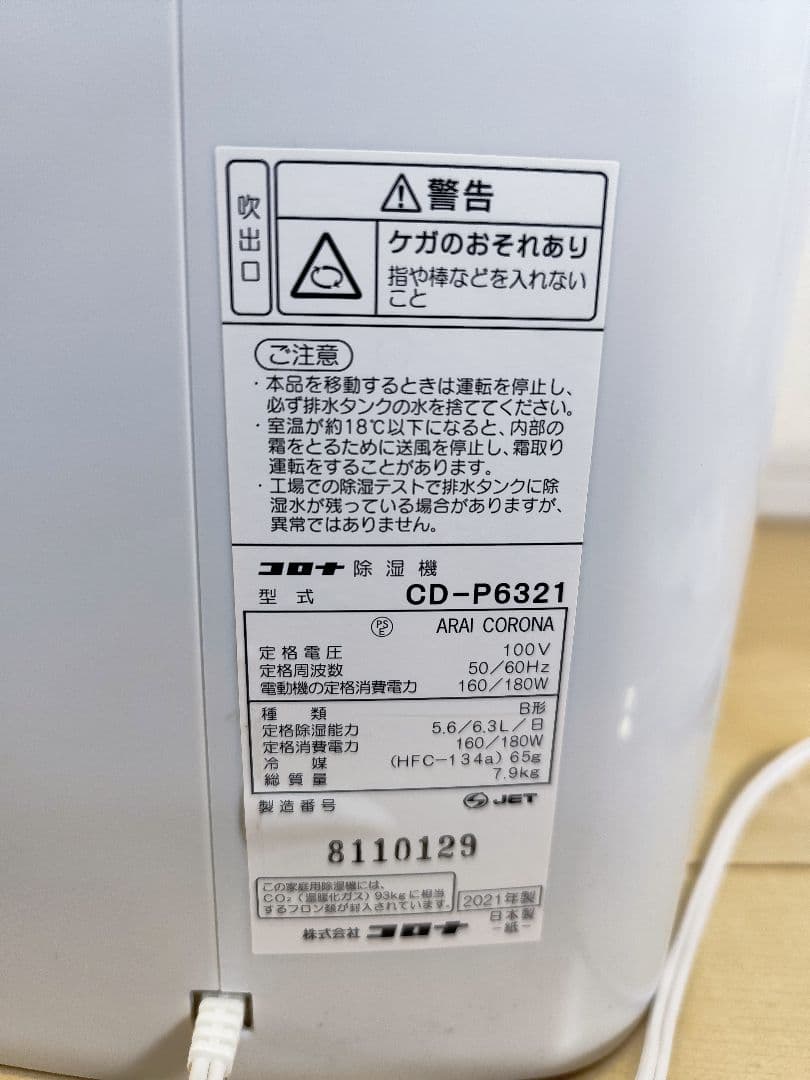 吹出口
⚠警告
ケガのおそれあり
指や棒などを入れない
こと
ご注意
・本品を移動するときは運転を停止し、
必ず排水タンクの水を捨ててください。
・室温が約18℃以下になると、内部の
霜をとるために送風を停止し、霜取り
運転をすることがあります。
・工場での除湿テストで排水タンクに除
湿水が残っている場合がありますが、
異常ではありません。
コロナ 除湿機
型式 CD-P6321
PSE ARAI CORONA
定格電圧 100V
定格周波数 50/60Hz
電動機の定格消費電力 160/180W
種類 B形
定格除湿能力 5.6/6.3L/日
定格消費電力 160/180W
冷媒 (HFC-134a) 65g
総質量 7.9kg
製造番号 JET
8110129
この家庭用除湿機には、
CO₂(温暖化ガス)93kgに相当
するフロン類が封入されています。
2021年製
日本製
株式会社 コロナ -紙-